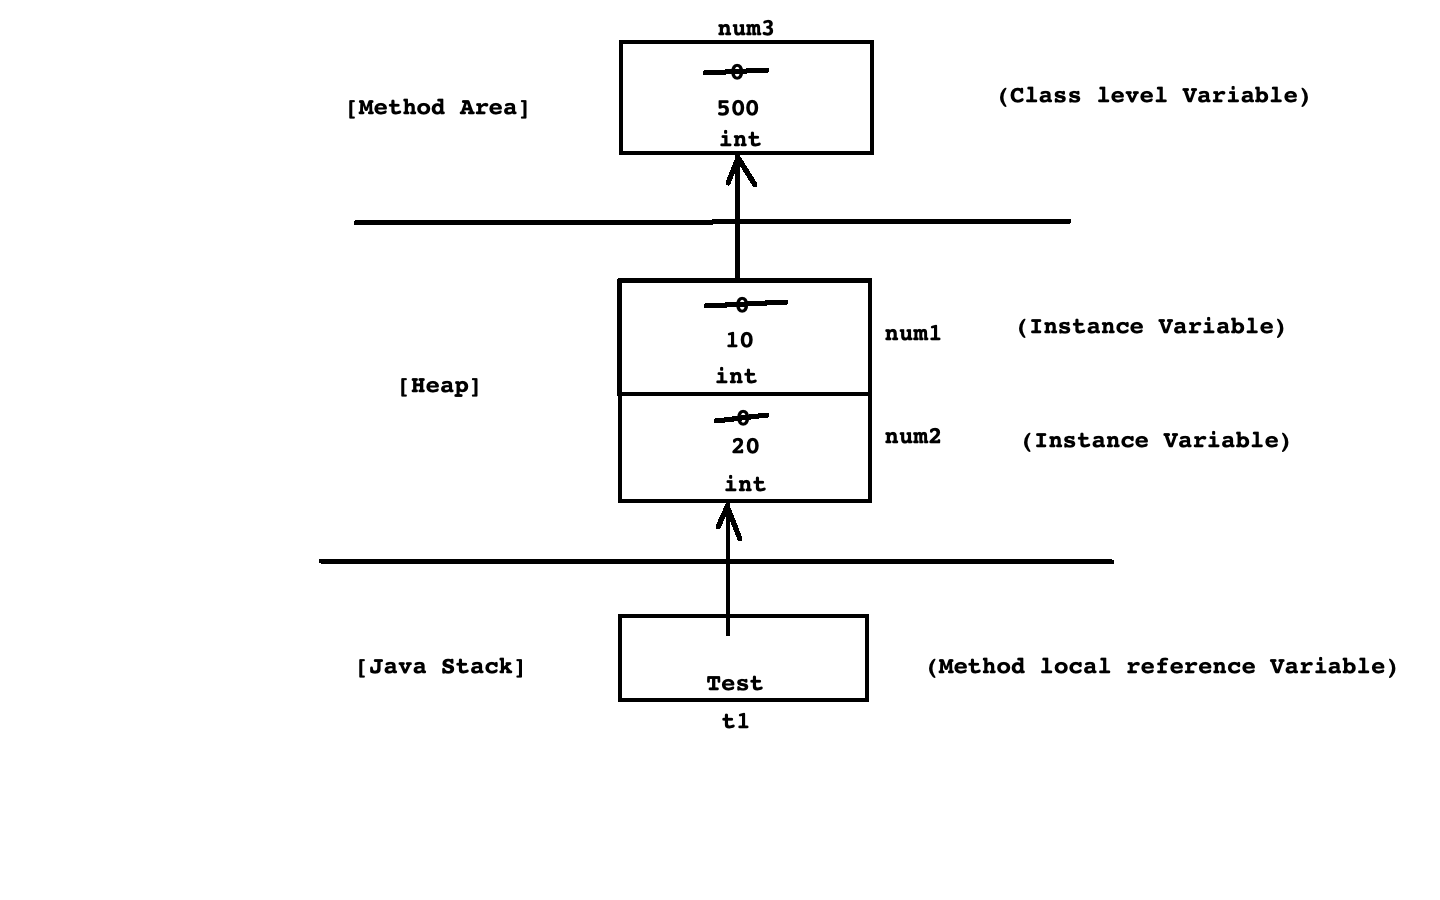 num3
0
[Method Area]
500
(Class level Variable)
int
0
10
num1
(Instance Variable)
int
[Heap]
0
20
num2
(Instance Variable)
int
[Java Stack]
Test
(Method local reference Variable)
t1